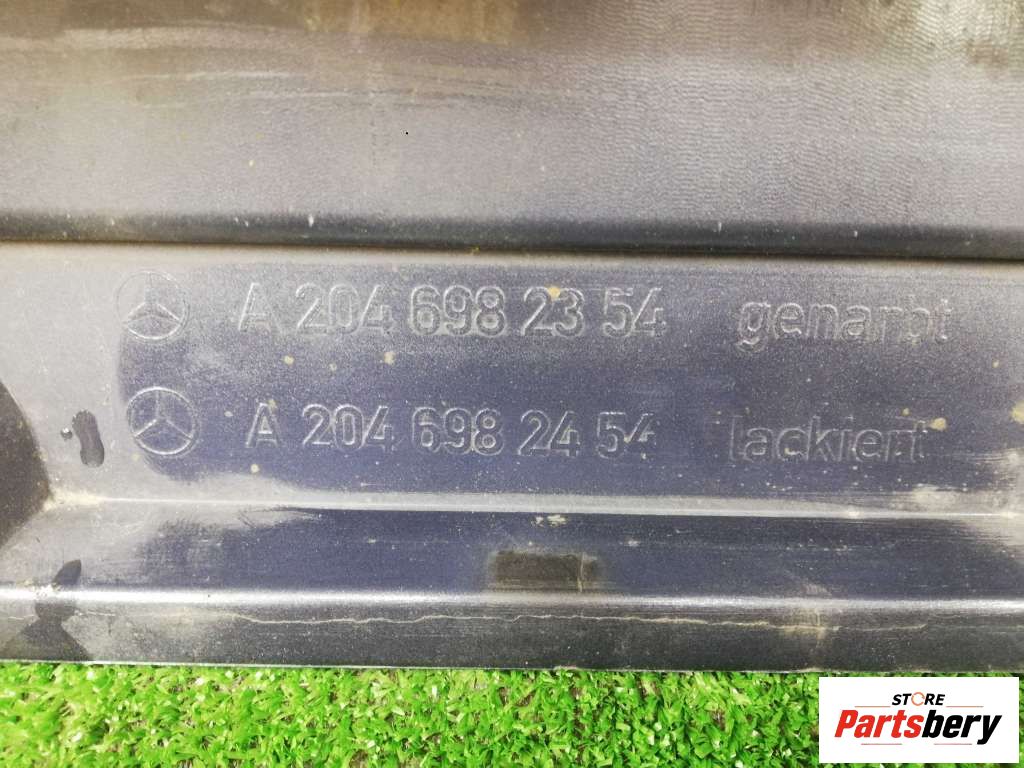 A 204 698 23 54 genarbt
A 204 698 24 54 lackiert
STORE
Partsbery